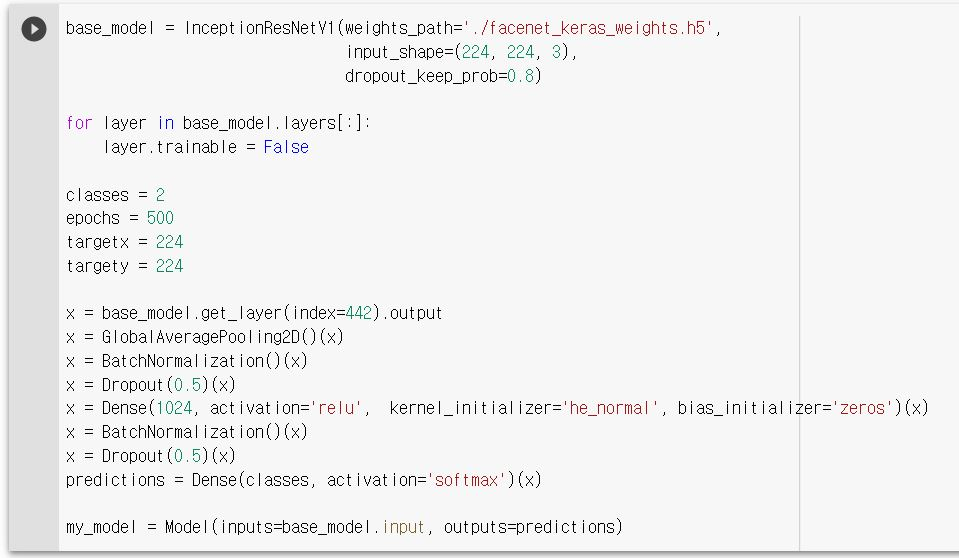 base_model = InceptionResNetV1(weights_path='./facenet_keras_weights.h5',
                               input_shape=(224, 224, 3),
                               dropout_keep_prob=0.8)

for layer in base_model.layers[:]:
    layer.trainable = False

classes = 2
epochs = 500
targetx = 224
targety = 224

x = base_model.get_layer(index=442).output
x = GlobalAveragePooling2D()(x)
x = BatchNormalization()(x)
x = Dropout(0.5)(x)
x = Dense(1024, activation='relu',  kernel_initializer='he_normal', bias_initializer='zeros')(x)
x = BatchNormalization()(x)
x = Dropout(0.5)(x)
predictions = Dense(classes, activation='softmax')(x)

my_model = Model(inputs=base_model.input, outputs=predictions)